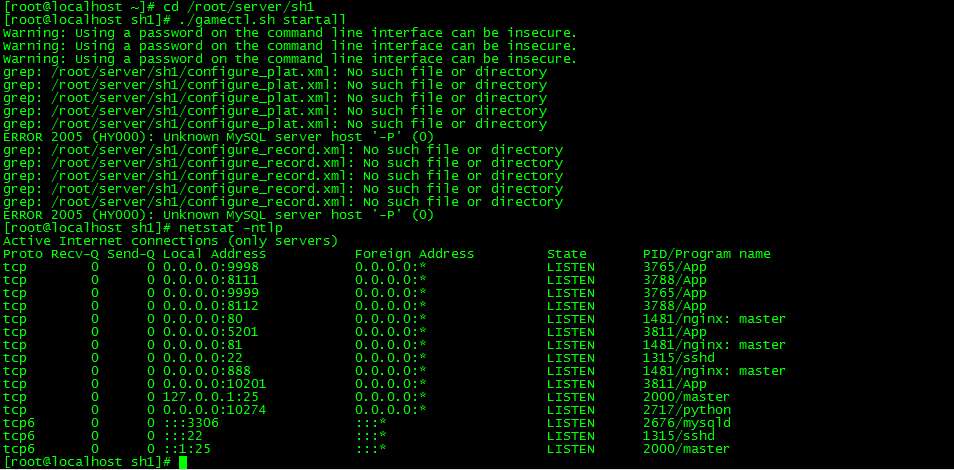 [root@localhost ~]# cd /root/server/sh1
[root@localhost sh1]# ./gamectl.sh startall
Warning: Using a password on the command line interface can be insecure.
Warning: Using a password on the command line interface can be insecure.
Warning: Using a password on the command line interface can be insecure.
grep: /root/server/sh1/configure_plat.xml: No such file or directory
grep: /root/server/sh1/configure_plat.xml: No such file or directory
grep: /root/server/sh1/configure_plat.xml: No such file or directory
grep: /root/server/sh1/configure_plat.xml: No such file or directory
grep: /root/server/sh1/configure_plat.xml: No such file or directory
ERROR 2005 (HY000): Unknown MySQL server host '-P' (0)
grep: /root/server/sh1/configure_record.xml: No such file or directory
grep: /root/server/sh1/configure_record.xml: No such file or directory
grep: /root/server/sh1/configure_record.xml: No such file or directory
grep: /root/server/sh1/configure_record.xml: No such file or directory
grep: /root/server/sh1/configure_record.xml: No such file or directory
ERROR 2005 (HY000): Unknown MySQL server host '-P' (0)
[root@localhost sh1]# netstat -ntlp
Active Internet connections (only servers)
Proto Recv-Q Send-Q Local Address           Foreign Address         State       PID/Program name
tcp        0      0 0.0.0.0:9998            0.0.0.0:*               LISTEN      3765/App
tcp        0      0 0.0.0.0:8111            0.0.0.0:*               LISTEN      3788/App
tcp        0      0 0.0.0.0:9999            0.0.0.0:*               LISTEN      3765/App
tcp        0      0 0.0.0.0:8112            0.0.0.0:*               LISTEN      3788/App
tcp        0      0 0.0.0.0:80              0.0.0.0:*               LISTEN      1481/nginx: master
tcp        0      0 0.0.0.0:5201            0.0.0.0:*               LISTEN      3811/App
tcp        0      0 0.0.0.0:81              0.0.0.0:*               LISTEN      1481/nginx: master
tcp        0      0 0.0.0.0:22              0.0.0.0:*               LISTEN      1315/sshd
tcp        0      0 0.0.0.0:888             0.0.0.0:*               LISTEN      1481/nginx: master
tcp        0      0 0.0.0.0:10201           0.0.0.0:*               LISTEN      3811/App
tcp        0      0 127.0.0.1:25            0.0.0.0:*               LISTEN      2000/master
tcp        0      0 0.0.0.0:10274           0.0.0.0:*               LISTEN      2717/python
tcp6       0      0 :::3306                 :::*                    LISTEN      2676/mysqld
tcp6       0      0 :::22                   :::*                    LISTEN      1315/sshd
tcp6       0      0 ::1:25                  :::*                    LISTEN      2000/master
[root@localhost sh1]#